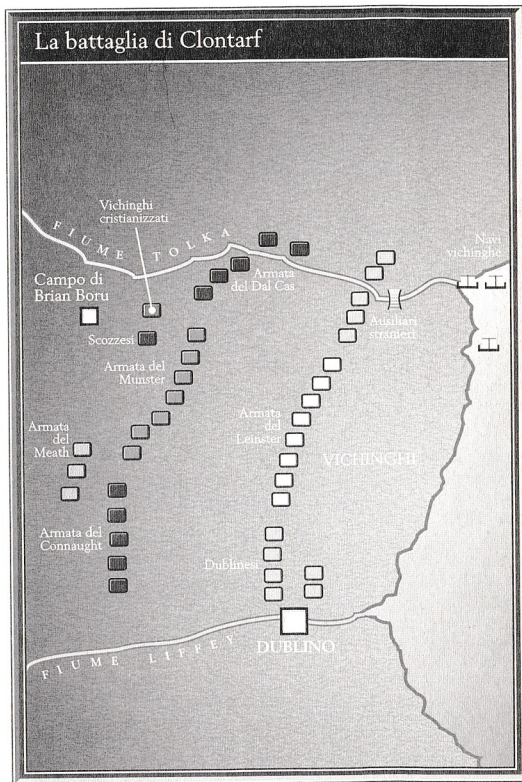 La battaglia di Clontarf
Vichinghi
cristianizzati
FIUME TOLKA
Navi
vichinghe
Campo di
Brian Boru
Armata
del Dal Cas
Ausiliari
stranieri
Scozzesi
Armata del
Munster
Armata
del
Meath
Armata
del
Leinster
VICHINGHI
Armata del
Connaught
Dublinesi
DUBLINO
FIUME LIFFEY